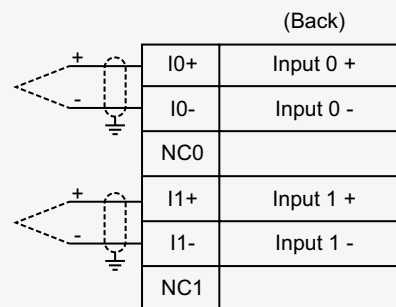 (Back)
+ I0+ Input 0 +
- I0- Input 0 -
NC0
+ I1+ Input 1 +
- I1- Input 1 -
NC1